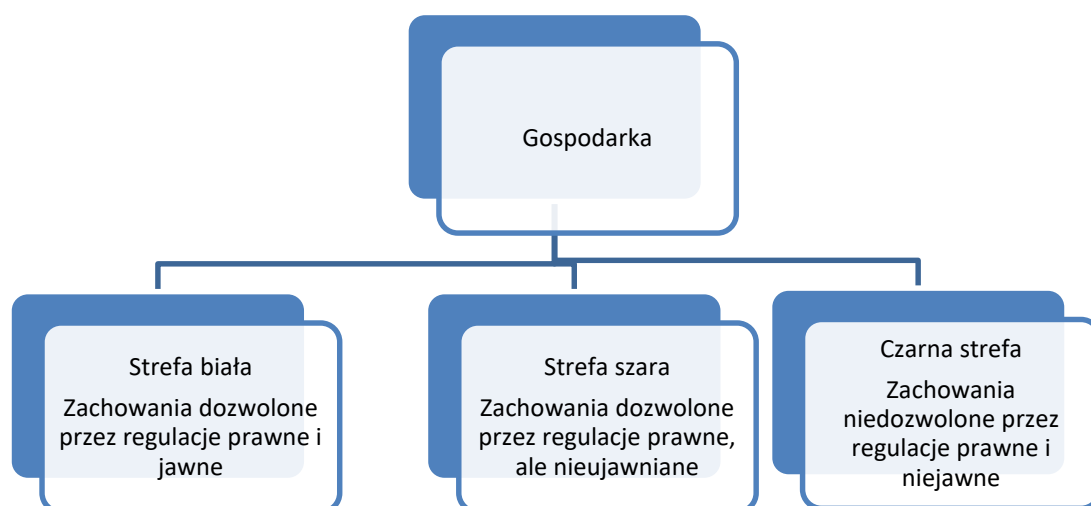 Gospodarka
Strefa biała
Zachowania dozwolone
przez regulacje prawne i
jawne
Strefa szara
Zachowania dozwolone
przez regulacje prawne,
ale nieujawniane
Czarna strefa
Zachowania
niedozwolone przez
regulacje prawne i
niejawne